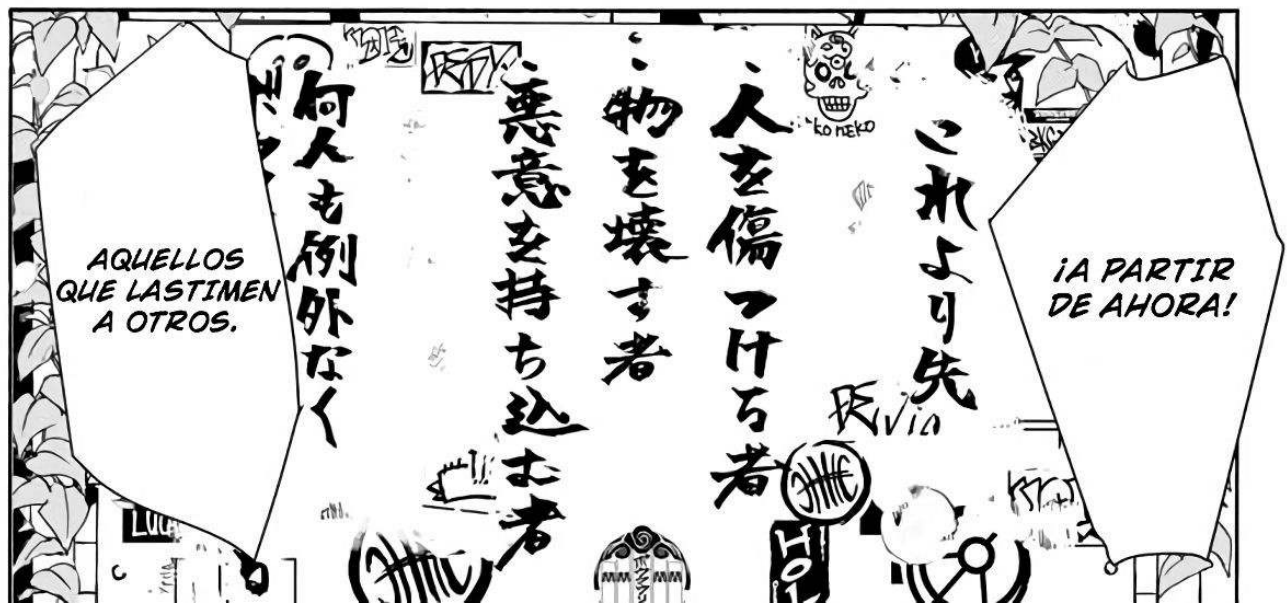 ¡A PARTIR
DE AHORA!
これより先
・人を傷つける者
・物を壊す者
・悪意を持ち込む者
何人も例外なく
AQUELLOS
QUE LASTIMEN
A OTROS.
KONEKO